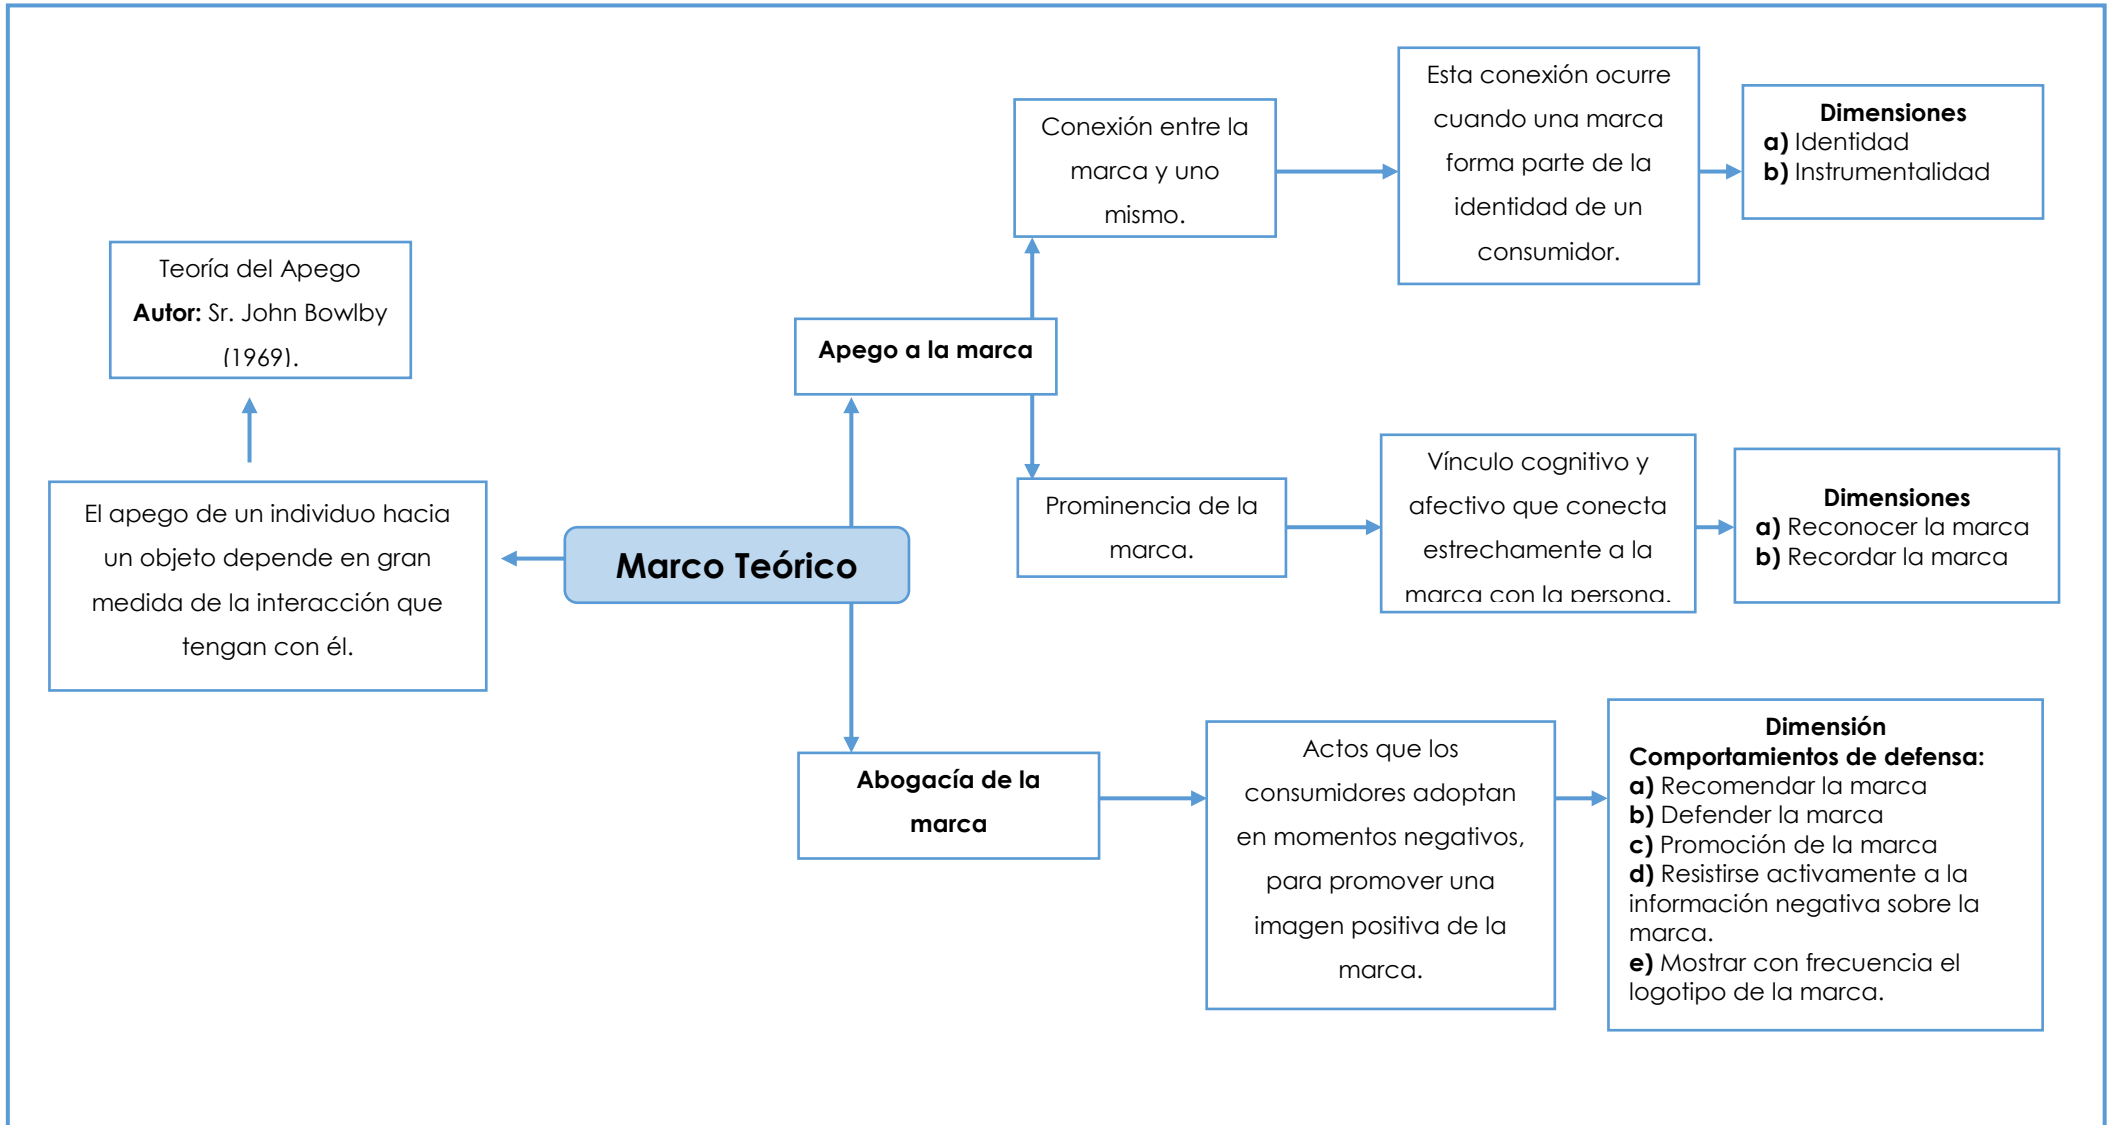 Teoría del Apego
Autor: Sr. John Bowlby
(1969).
El apego de un individuo hacia
un objeto depende en gran
medida de la interacción que
tengan con él.
Marco Teórico
Apego a la marca
Conexión entre la
marca y uno
mismo.
Esta conexión ocurre
cuando una marca
forma parte de la
identidad de un
consumidor.
Dimensiones
a) Identidad
b) Instrumentalidad
Prominencia de la
marca.
Vínculo cognitivo y
afectivo que conecta
estrechamente a la
marca con la persona.
Dimensiones
a) Reconocer la marca
b) Recordar la marca
Abogacía de la
marca
Actos que los
consumidores adoptan
en momentos negativos,
para promover una
imagen positiva de la
marca.
Dimensión
Comportamientos de defensa:
a) Recomendar la marca
b) Defender la marca
c) Promoción de la marca
d) Resistirse activamente a la
información negativa sobre la
marca.
e) Mostrar con frecuencia el
logotipo de la marca.